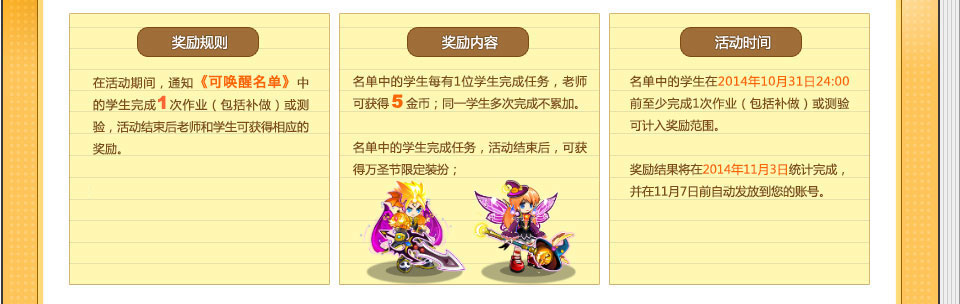 奖励规则
在活动期间，通知《可唤醒名单》中
的学生完成1次作业（包括补做）或测
验，活动结束后老师和学生可获得相应的
奖励。
奖励内容
名单中的学生每有1位学生完成任务，老师
可获得 5 金币；同一学生多次完成不累加。
名单中的学生完成任务，活动结束后，可获
得万圣节限定装扮；
活动时间
名单中的学生在2014年10月31日24:00
前至少完成1次作业（包括补做）或测验
可计入奖励范围。
奖励结果将在2014年11月3日统计完成，
并在11月7日前自动发放到您的账号。